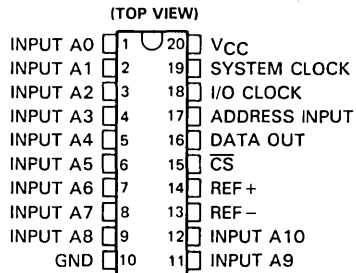 (TOP VIEW)
INPUT A0 1 20 VCC
INPUT A1 2 19 SYSTEM CLOCK
INPUT A2 3 18 I/O CLOCK
INPUT A3 4 17 ADDRESS INPUT
INPUT A4 5 16 DATA OUT
INPUT A5 6 15 C̅S̅
INPUT A6 7 14 REF+
INPUT A7 8 13 REF−
INPUT A8 9 12 INPUT A10
GND 10 11 INPUT A9